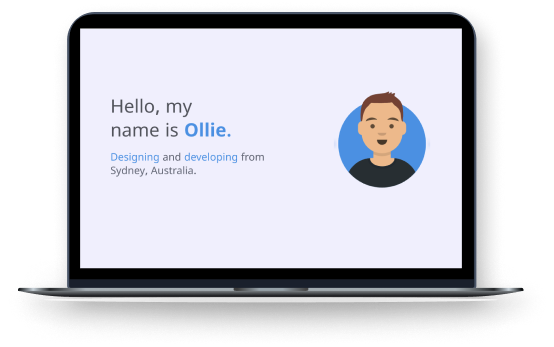 Hello, my
name is Ollie.
Designing and developing from
Sydney, Australia.